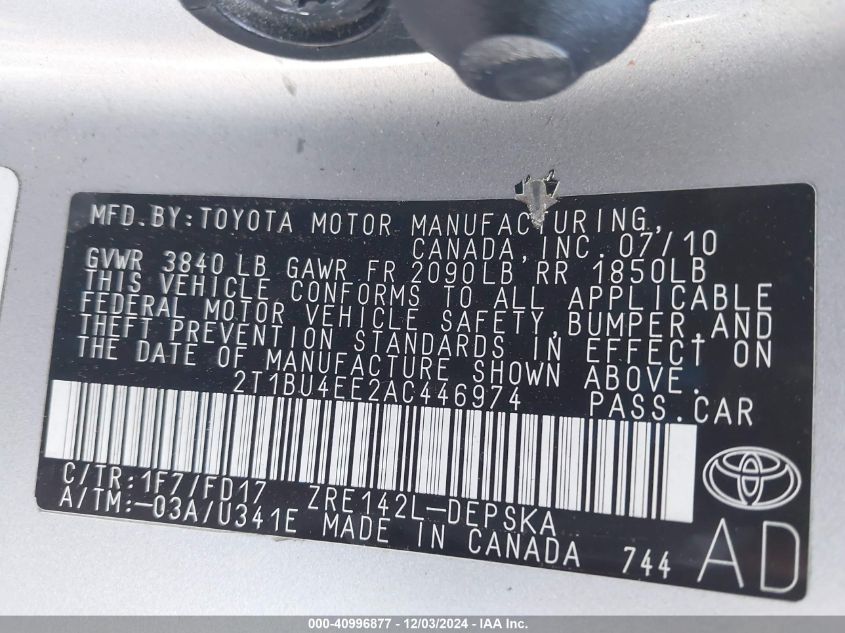 MFD.BY:TOYOTA MOTOR MANUFACTURING,
CANADA,INC. 07/10
GVWR 3840 LB GAWR FR 2090LB RR 1850LB
THIS VEHICLE CONFORMS TO ALL APPLICABLE
FEDERAL MOTOR VEHICLE SAFETY,BUMPER,AND
THEFT PREVENTION STANDARDS IN EFFECT ON
THE DATE OF MANUFACTURE SHOWN ABOVE.
2T1BU4EE2AC446974 PASS.CAR
C/TR:1F7/FD17 ZRE142L-DEPSKA
A/TM:-03A/U341E MADE IN CANADA 744
AD
000-40996877 - 12/03/2024 - IAA Inc.